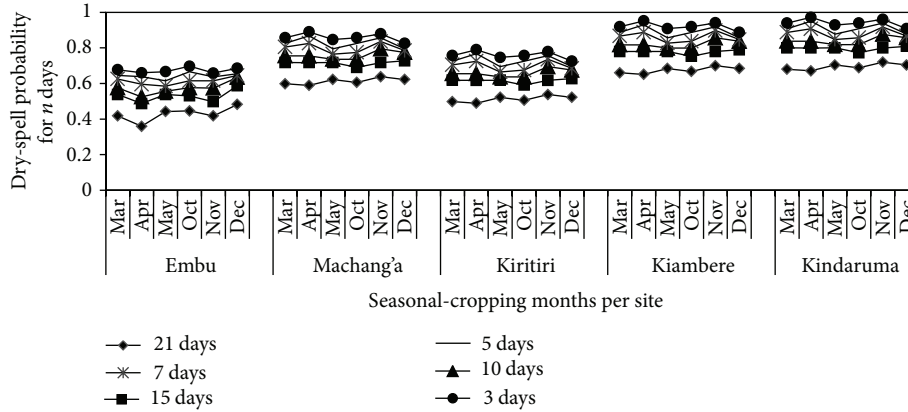 Dry-spell probability
for n days
1
0.8
0.6
0.4
0.2
0
Mar Apr May Oct Nov Dec Mar Apr May Oct Nov Dec Mar Apr May Oct Nov Dec Mar Apr May Oct Nov Dec Mar Apr May Oct Nov Dec
Embu Machang'a Kiritiri Kiambere Kindaruma
Seasonal-cropping months per site
21 days 5 days
7 days 10 days
15 days 3 days